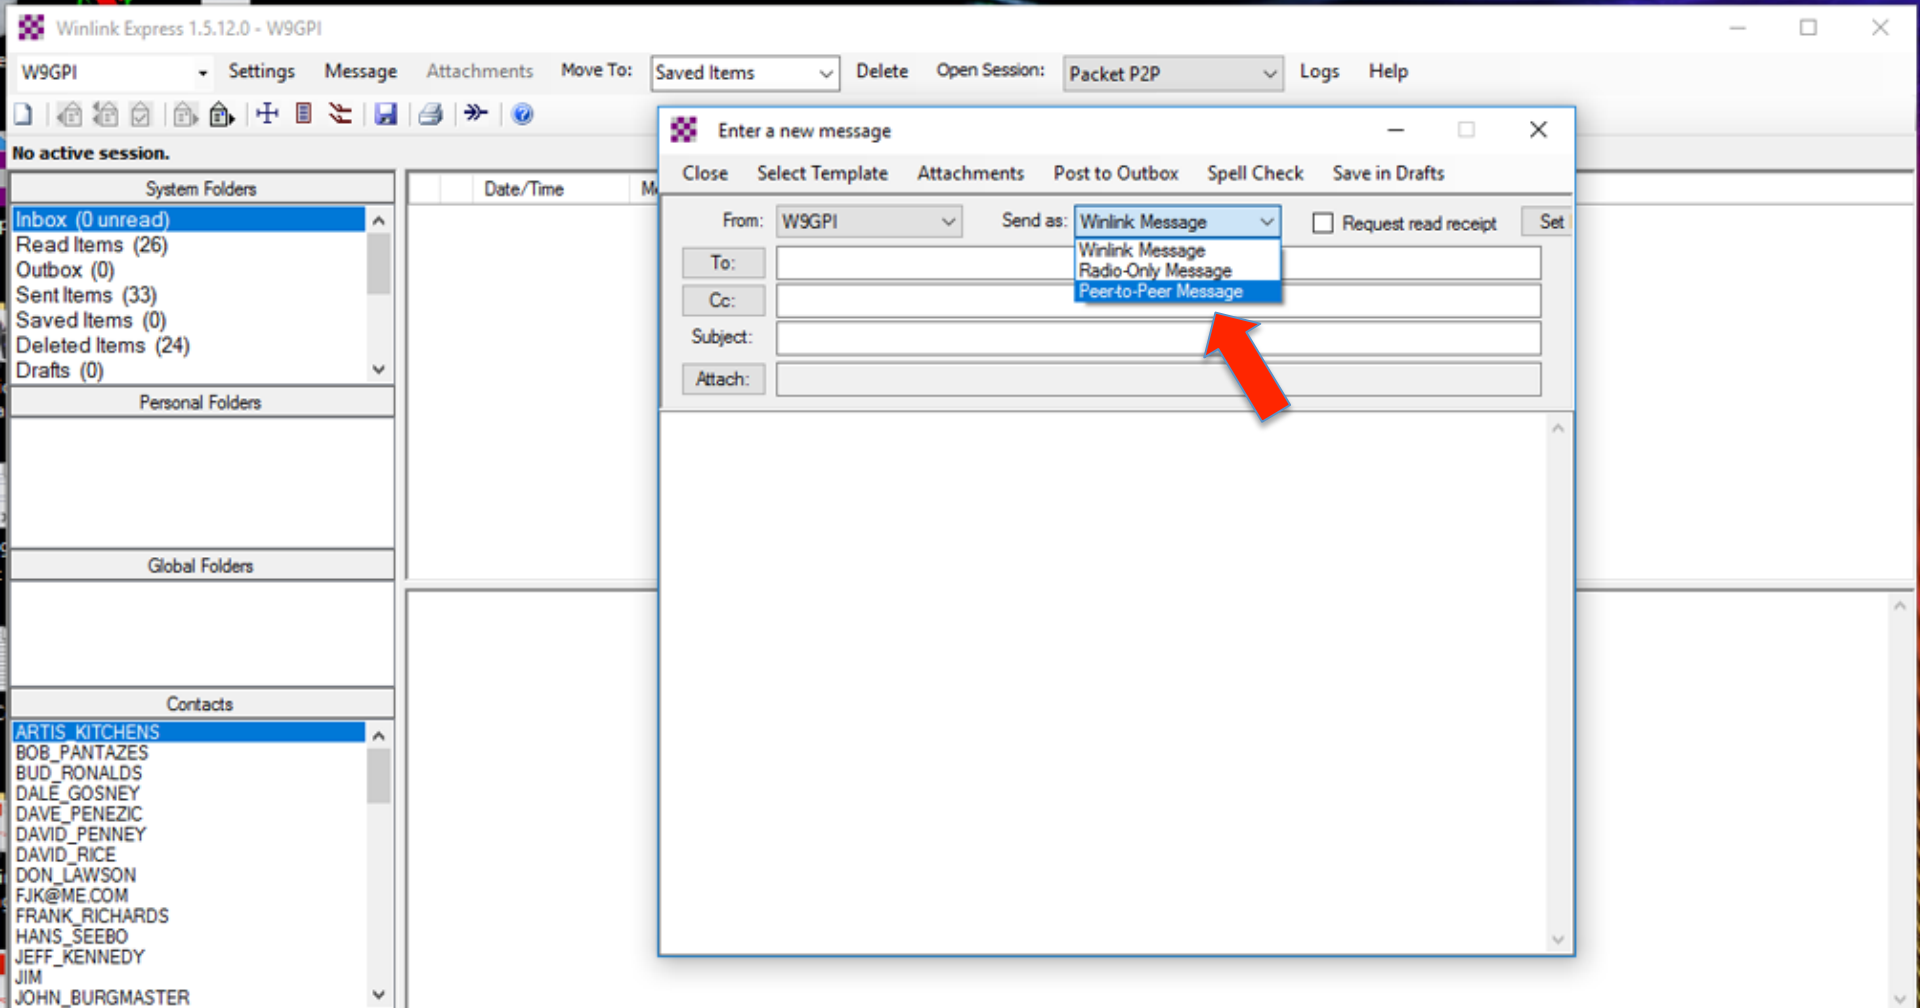 Winlink Express 1.5.12.0 - W9GPI
W9GPI Settings Message Attachments Move To: Saved Items Delete Open Session: Packet P2P Logs Help
No active session.
System Folders
Inbox (0 unread)
Read Items (26)
Outbox (0)
Sent Items (33)
Saved Items (0)
Deleted Items (24)
Drafts (0)
Personal Folders
Global Folders
Contacts
ARTIS_KITCHENS
BOB_PANTAZES
BUD_RONALDS
DALE_GOSNEY
DAVE_PENEZIC
DAVID_PENNEY
DAVID_RICE
DON_LAWSON
FJK@ME.COM
FRANK_RICHARDS
HANS_SEEBO
JEFF_KENNEDY
JIM
JOHN_BURGMASTER
Date/Time
Enter a new message
Close Select Template Attachments Post to Outbox Spell Check Save in Drafts
From: W9GPI Send as: Winlink Message Request read receipt Set
Winlink Message
Radio-Only Message
Peer-to-Peer Message
To:
Cc:
Subject:
Attach: